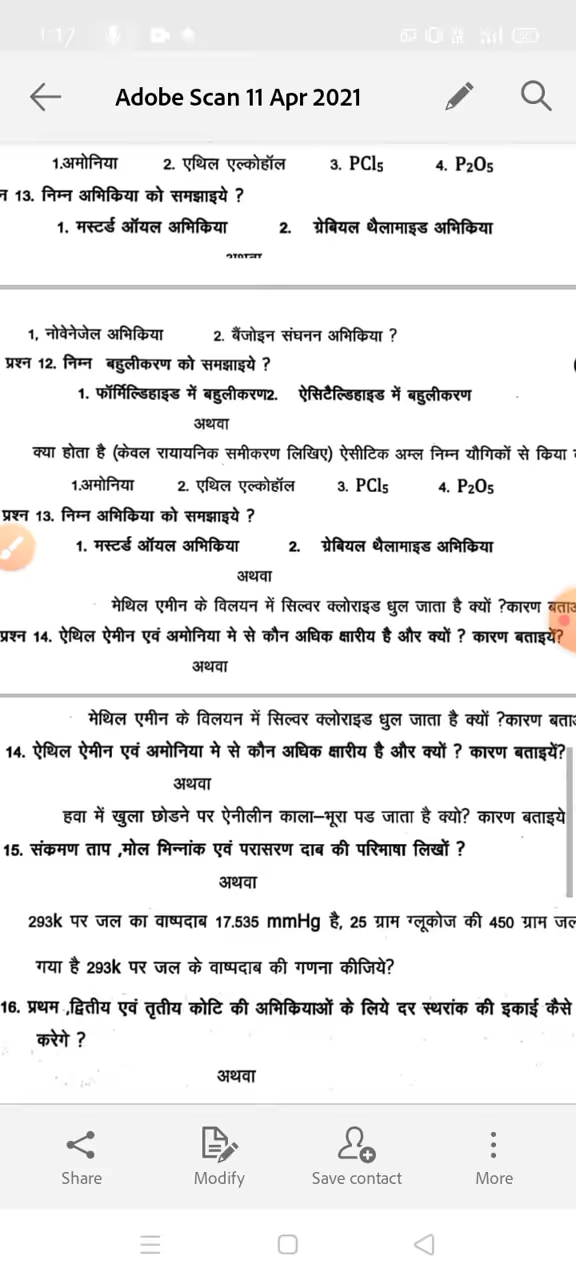 1:17
Adobe Scan 11 Apr 2021
1.अमोनिया 2. एथिल एल्कोहॉल 3. PCl5 4. P2O5
न 13. निम्न अभिकिया को समझाइये ?
1. मस्टर्ड ऑयल अभिकिया 2. ग्रेबियल थैलामाइड अभिकिया
1, नोवेनेजेल अभिकिया 2. बैंजोइन संघनन अभिकिया ?
प्रश्न 12. निम्न बहुलीकरण को समझाइये ?
1. फॉर्मिल्डिहाइड में बहुलीकरण2. ऐसिटैल्डिहाइड में बहुलीकरण
अथवा
क्या होता है (केवल रायायनिक समीकरण लिखिए) ऐसीटिक अम्ल निम्न यौगिकों से किया
1.अमोनिया 2. एथिल एल्कोहॉल 3. PCl5 4. P2O5
प्रश्न 13. निम्न अभिकिया को समझाइये ?
1. मस्टर्ड ऑयल अभिकिया 2. ग्रेबियल थैलामाइड अभिकिया
अथवा
मेथिल एमीन के विलयन में सिल्वर क्लोराइड धुल जाता है क्यों ?कारण बता
प्रश्न 14. ऐथिल ऐमीन एवं अमोनिया मे से कौन अधिक क्षारीय है और क्यों ? कारण बताइयें?
अथवा
मेथिल एमीन के विलयन में सिल्वर क्लोराइड धुल जाता है क्यों ?कारण बता
14. ऐथिल ऐमीन एवं अमोनिया मे से कौन अधिक क्षारीय है और क्यों ? कारण बताइयें?
अथवा
हवा में खुला छोडने पर ऐनीलीन काला–भूरा पड जाता है क्यो? कारण बताइये
15. संकमण ताप ,मोल भिन्नांक एवं परासरण दाब की परिभाषा लिखों ?
अथवा
293k पर जल का वाष्पदाब 17.535 mmHg है, 25 ग्राम ग्लूकोज की 450 ग्राम जल
गया है 293k पर जल के वाष्पदाब की गणना कीजिये?
16. प्रथम ,द्वितीय एवं तृतीय कोटि की अभिकियाओं के लिये दर स्थरांक की इकाई कैसे
करेगे ?
अथवा
Share Modify Save contact More